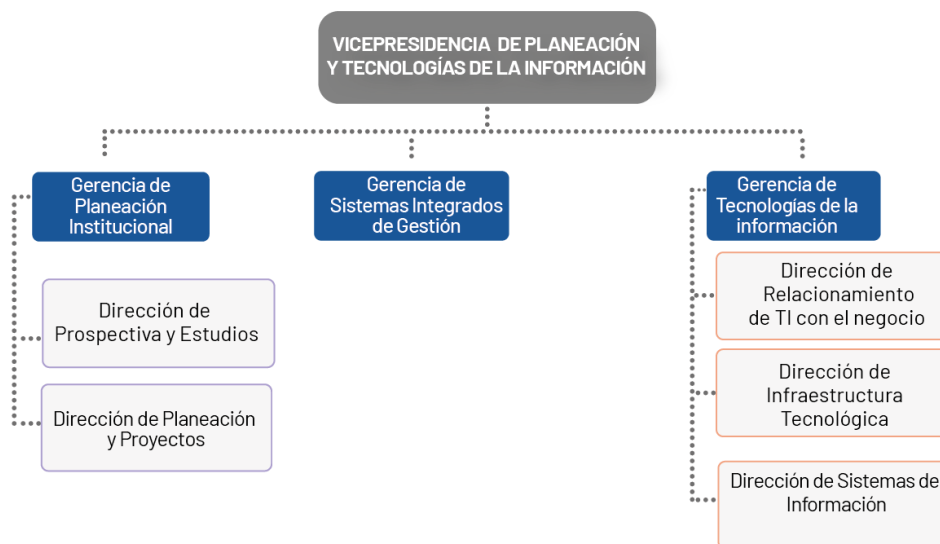 VICEPRESIDENCIA DE PLANEACIÓN
Y TECNOLOGÍAS DE LA INFORMACIÓN
Gerencia de
Planeación
Institucional
Gerencia de
Sistemas Integrados
de Gestión
Gerencia de
Tecnologías de la
información
Dirección de
Prospectiva y Estudios
Dirección de Planeación
y Proyectos
Dirección de
Relacionamiento
de TI con el negocio
Dirección de
Infraestructura
Tecnológica
Dirección de Sistemas de
Información